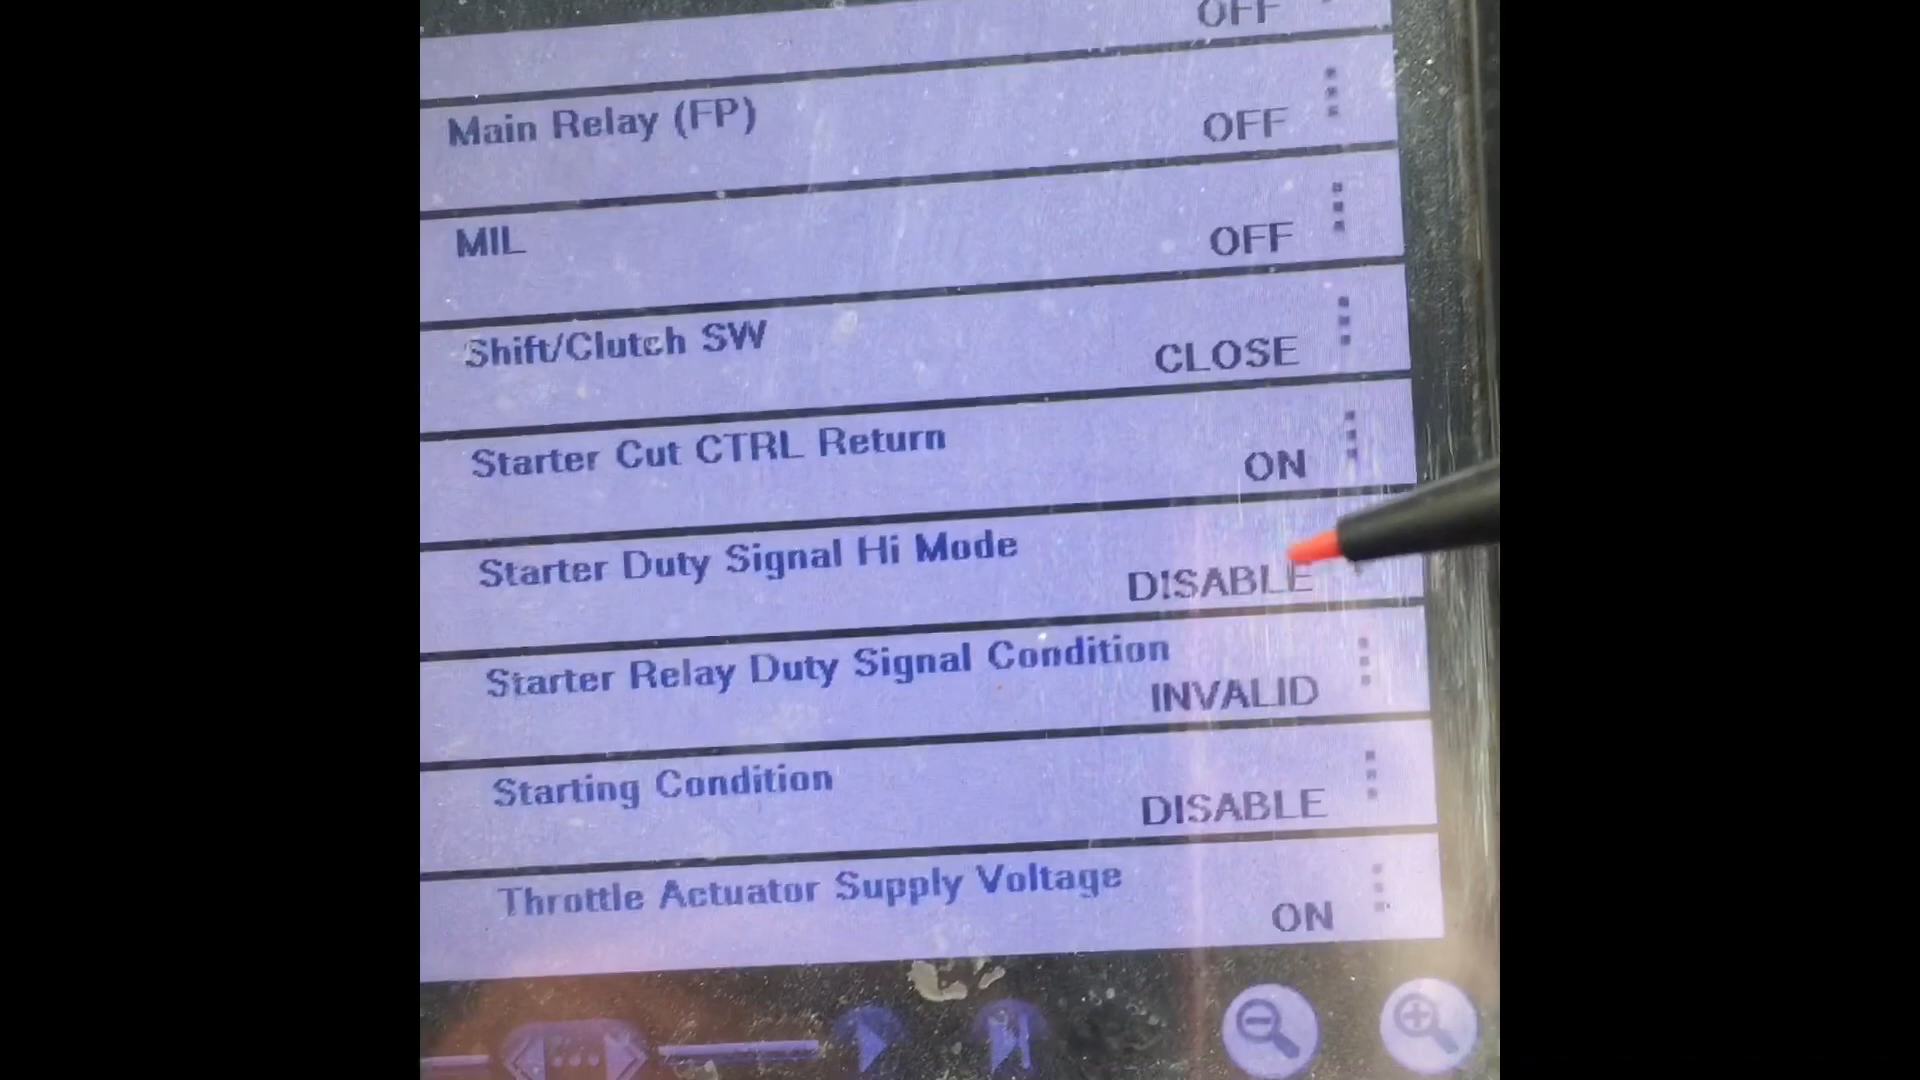 OFF
Main Relay (FP)
OFF
MIL
OFF
Shift/Clutch SW
CLOSE
Starter Cut CTRL Return
ON
Starter Duty Signal Hi Mode
DISABLE
Starter Relay Duty Signal Condition
INVALID
Starting Condition
DISABLE
Throttle Actuator Supply Voltage
ON